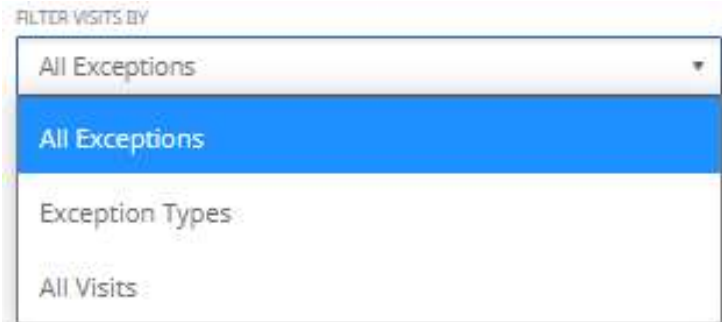 FILTER VISITS BY
All Exceptions
All Exceptions
Exception Types
All Visits